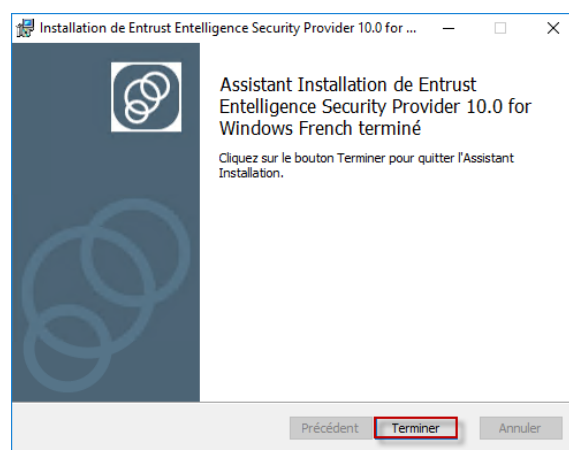 Installation de Entrust Entelligence Security Provider 10.0 for ...
Assistant Installation de Entrust
Entelligence Security Provider 10.0 for
Windows French terminé
Cliquez sur le bouton Terminer pour quitter l'Assistant
Installation.
Précédent Terminer Annuler